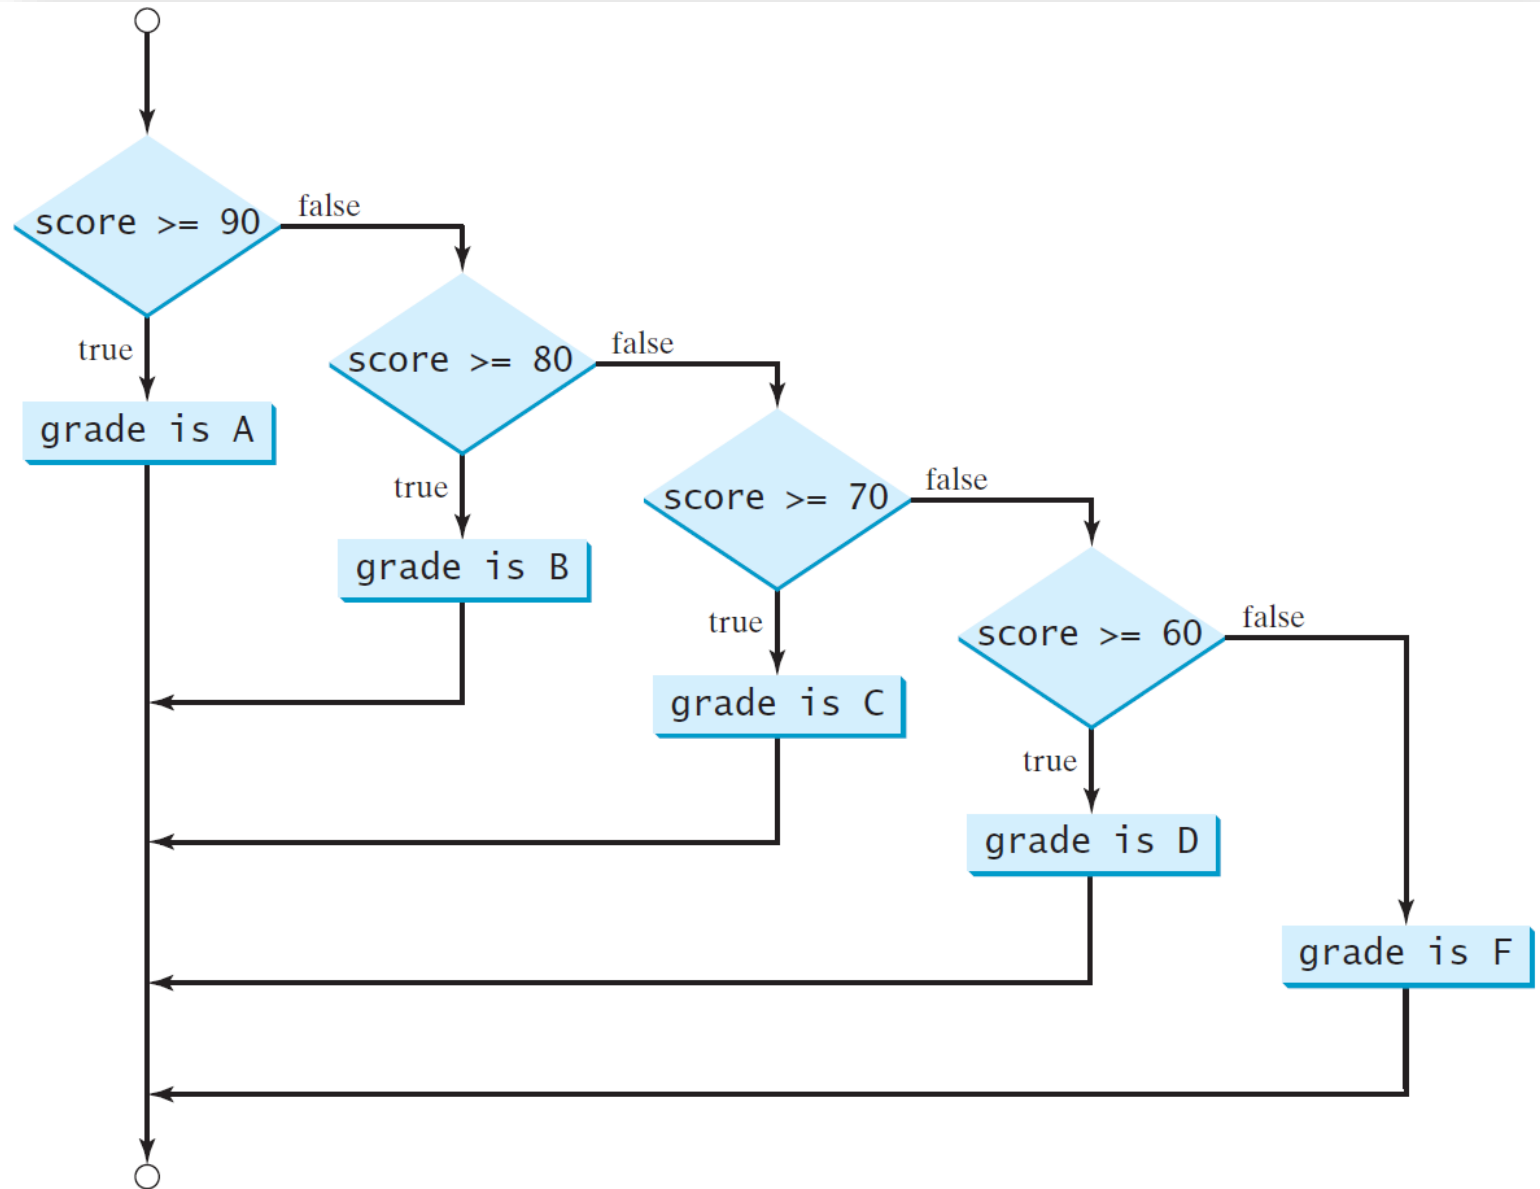 score >= 90
false
true
grade is A
score >= 80
false
true
grade is B
score >= 70
false
true
grade is C
score >= 60
false
true
grade is D
grade is F